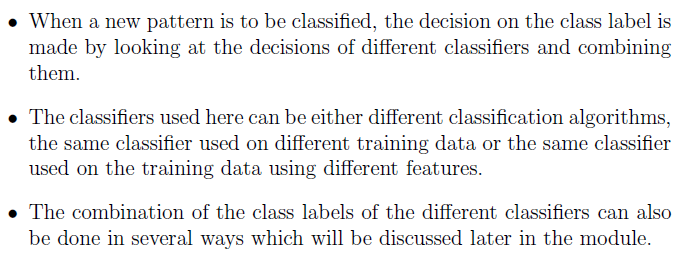 • When a new pattern is to be classified, the decision on the class label is
made by looking at the decisions of different classifiers and combining
them.
• The classifiers used here can be either different classification algorithms,
the same classifier used on different training data or the same classifier
used on the training data using different features.
• The combination of the class labels of the different classifiers can also
be done in several ways which will be discussed later in the module.